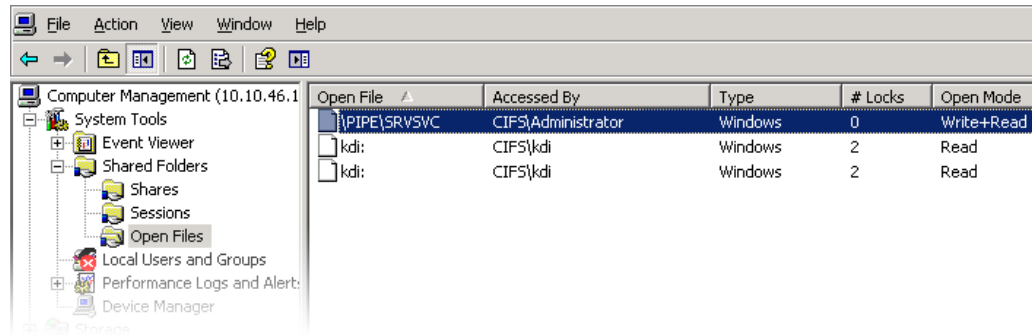 File Action View Window Help
Computer Management (10.10.46.1
System Tools
Event Viewer
Shared Folders
Shares
Sessions
Open Files
Local Users and Groups
Performance Logs and Alert
Device Manager
Storage
Open File Accessed By Type # Locks Open Mode
\PIPE\SRVSVC CIFS\Administrator Windows 0 Write+Read
kdi: CIFS\kdi Windows 2 Read
kdi: CIFS\kdi Windows 2 Read